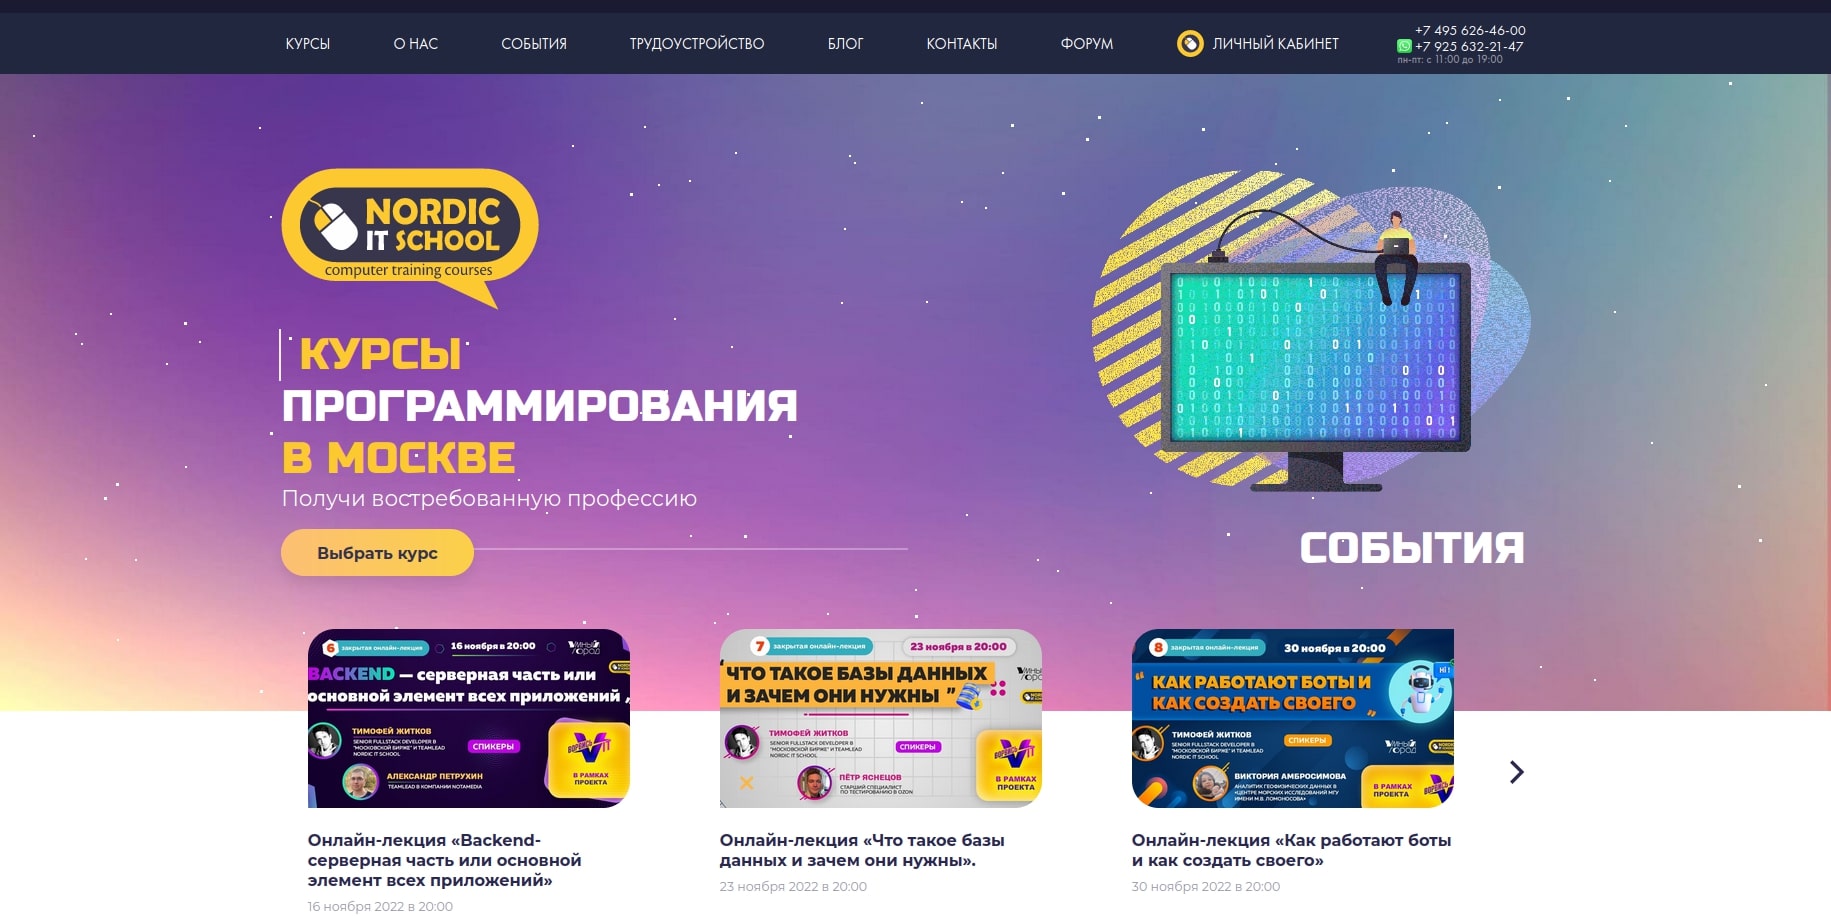 КУРСЫ
О НАС
СОБЫТИЯ
ТРУДОУСТРОЙСТВО
БЛОГ
КОНТАКТЫ
ФОРУМ
ЛИЧНЫЙ КАБИНЕТ
+7 495 626-46-00
+7 925 632-21-47
пн-пт: с 11:00 до 19:00
NORDIC
IT SCHOOL
computer training courses
КУРСЫ
ПРОГРАММИРОВАНИЯ
В МОСКВЕ
Получи востребованную профессию
Выбрать курс
СОБЫТИЯ
6 закрытая онлайн-лекция
16 ноября в 20:00
УМНЫЙ ГОРОД
BACKEND — серверная часть или
основной элемент всех приложений
ТИМОФЕЙ ЖИТКОВ
SENIOR FULLSTACK DEVELOPER В
"МОСКОВСКОЙ БИРЖЕ" И TEAMLEAD
NORDIC IT SCHOOL
СПИКЕРЫ
АЛЕКСАНДР ПЕТРУХИН
TEAMLEAD В КОМПАНИИ NOTAMEDIA
ВОРВИСЬ В IT
В РАМКАХ
ПРОЕКТА
7 закрытая онлайн-лекция
23 ноября в 20:00
"ЧТО ТАКОЕ БАЗЫ ДАННЫХ
И ЗАЧЕМ ОНИ НУЖНЫ "
ТИМОФЕЙ ЖИТКОВ
SENIOR FULLSTACK DEVELOPER В
"МОСКОВСКОЙ БИРЖЕ" И TEAMLEAD
NORDIC IT SCHOOL
СПИКЕРЫ
ПЁТР ЯСНЕЦОВ
СТАРШИЙ СПЕЦИАЛИСТ
ПО ТЕСТИРОВАНИЮ В OZON
ВОРВИСЬ В IT
В РАМКАХ
ПРОЕКТА
8 закрытая онлайн-лекция
30 ноября в 20:00
Hi !
" КАК РАБОТАЮТ БОТЫ И
КАК СОЗДАТЬ СВОЕГО "
ТИМОФЕЙ ЖИТКОВ
SENIOR FULLSTACK DEVELOPER В
"МОСКОВСКОЙ БИРЖЕ" И TEAMLEAD
NORDIC IT SCHOOL
СПИКЕРЫ
УМНЫЙ ГОРОД
ВИКТОРИЯ АМБРОСИМОВА
АНАЛИТИК ГЕОФИЗИЧЕСКИХ ДАННЫХ В
«ЦЕНТРЕ МОРСКИХ ИССЛЕДОВАНИЙ МГУ
ИМЕНИ М.В. ЛОМОНОСОВА»
В РАМКАХ
ПРОЕКТА
Онлайн-лекция «Backend-
серверная часть или основной
элемент всех приложений»
16 ноября 2022 в 20:00
Онлайн-лекция «Что такое базы
данных и зачем они нужны».
23 ноября 2022 в 20:00
Онлайн-лекция «Как работают боты
и как создать своего»
30 ноября 2022 в 20:00